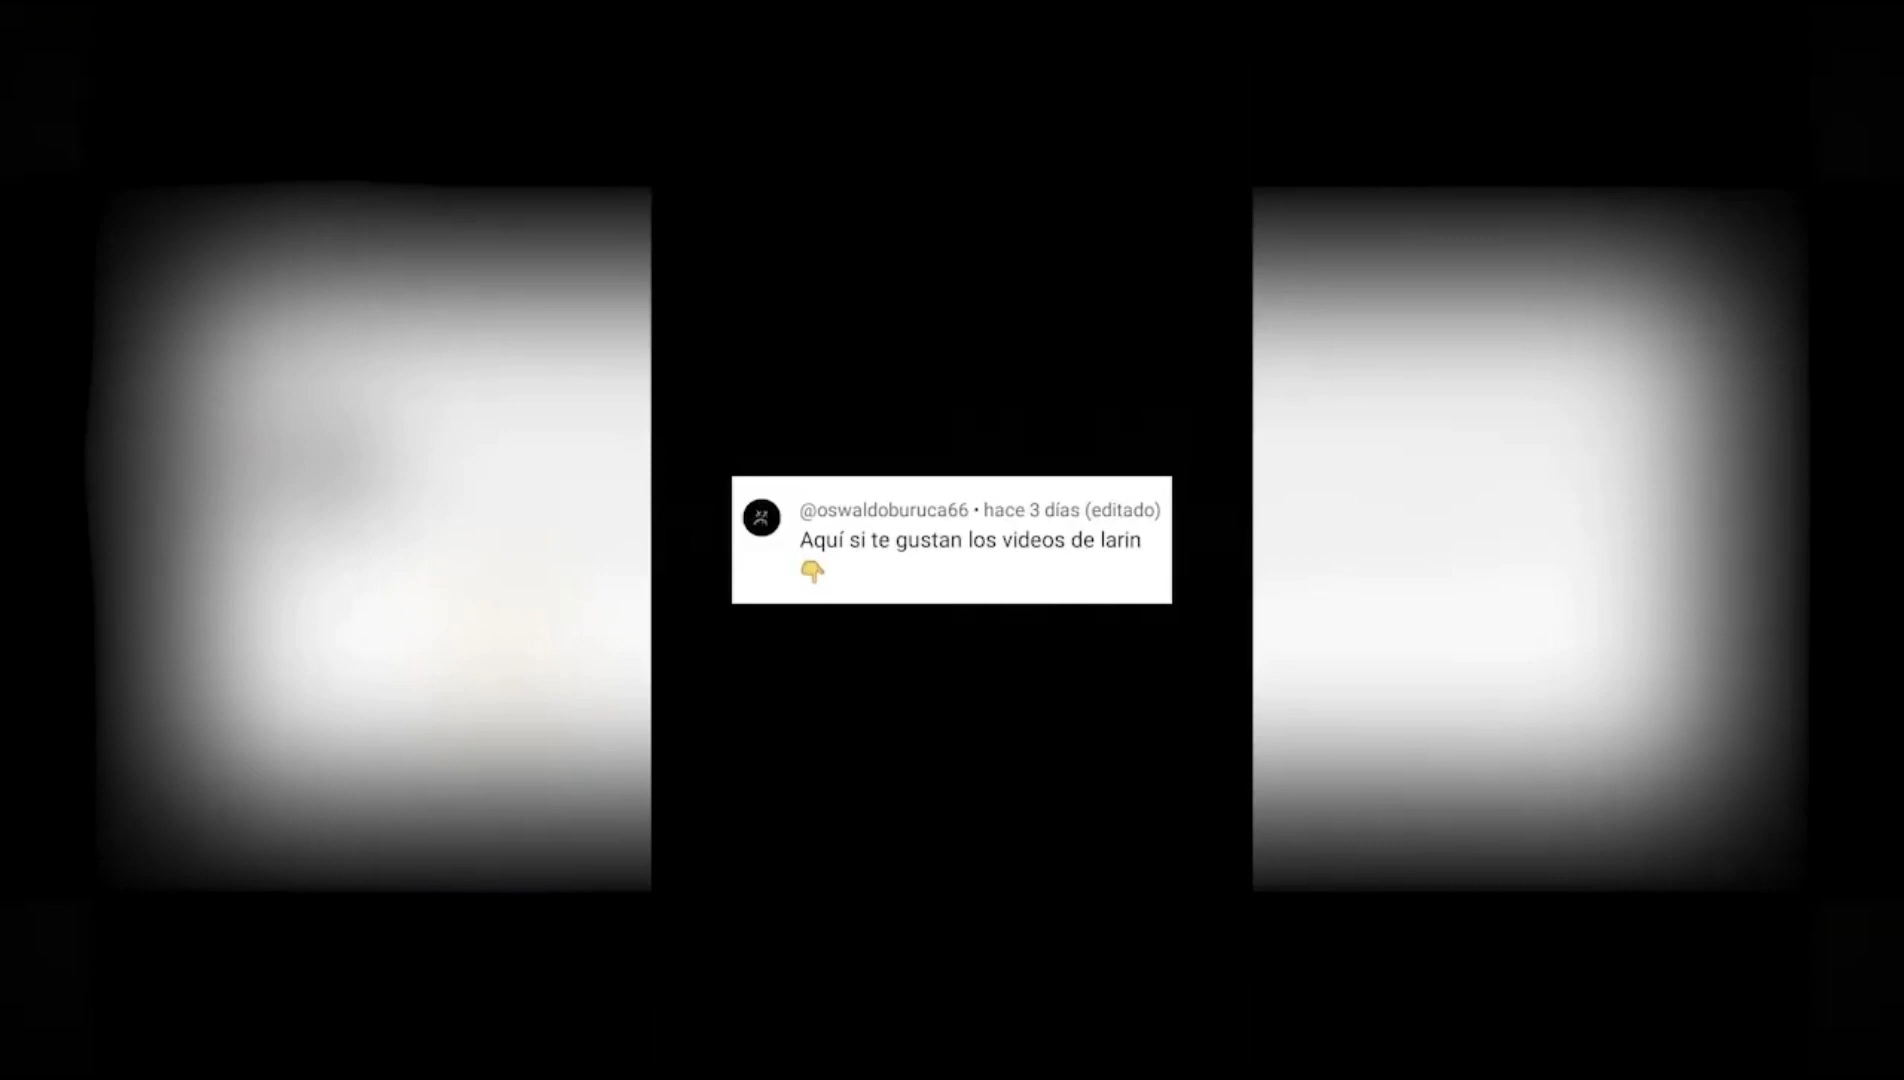 @oswaldoburuca66 • hace 3 días (editado)
Aquí si te gustan los videos de larin
👇